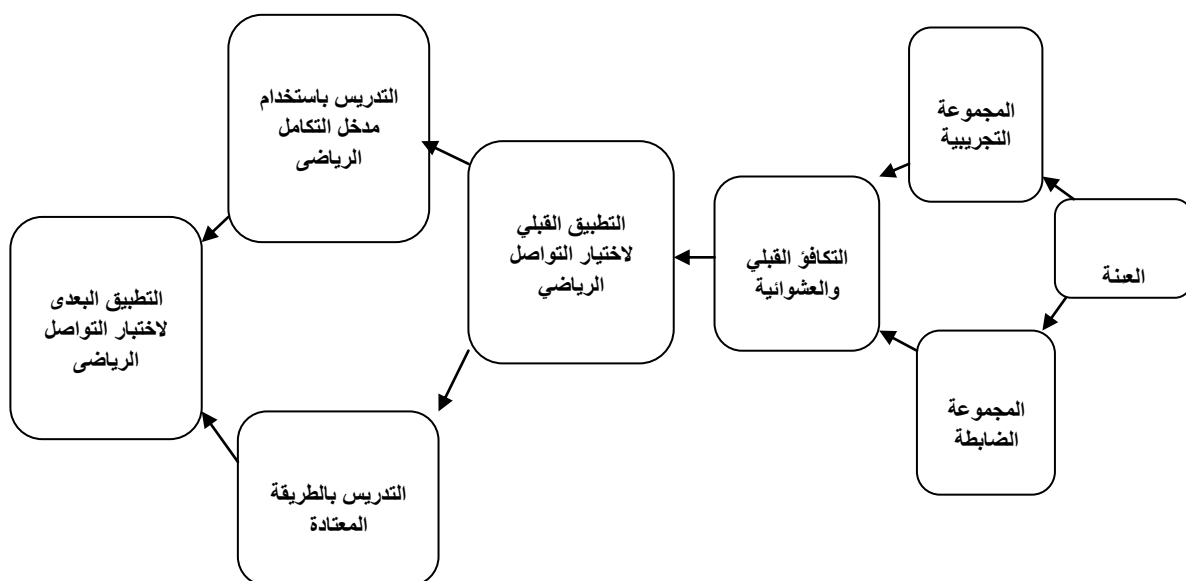 العىنة
المجموعة
التجريبية
المجموعة
الضابطة
التكافؤ القبلي
والعشوائية
التطبيق القبلي
لاختيار التواصل
الرياضي
التدريس باستخدام
مدخل التكامل
الرياضى
التدريس بالطريقة
المعتادة
التطبيق البعدى
لاختبار التواصل
الرياضى